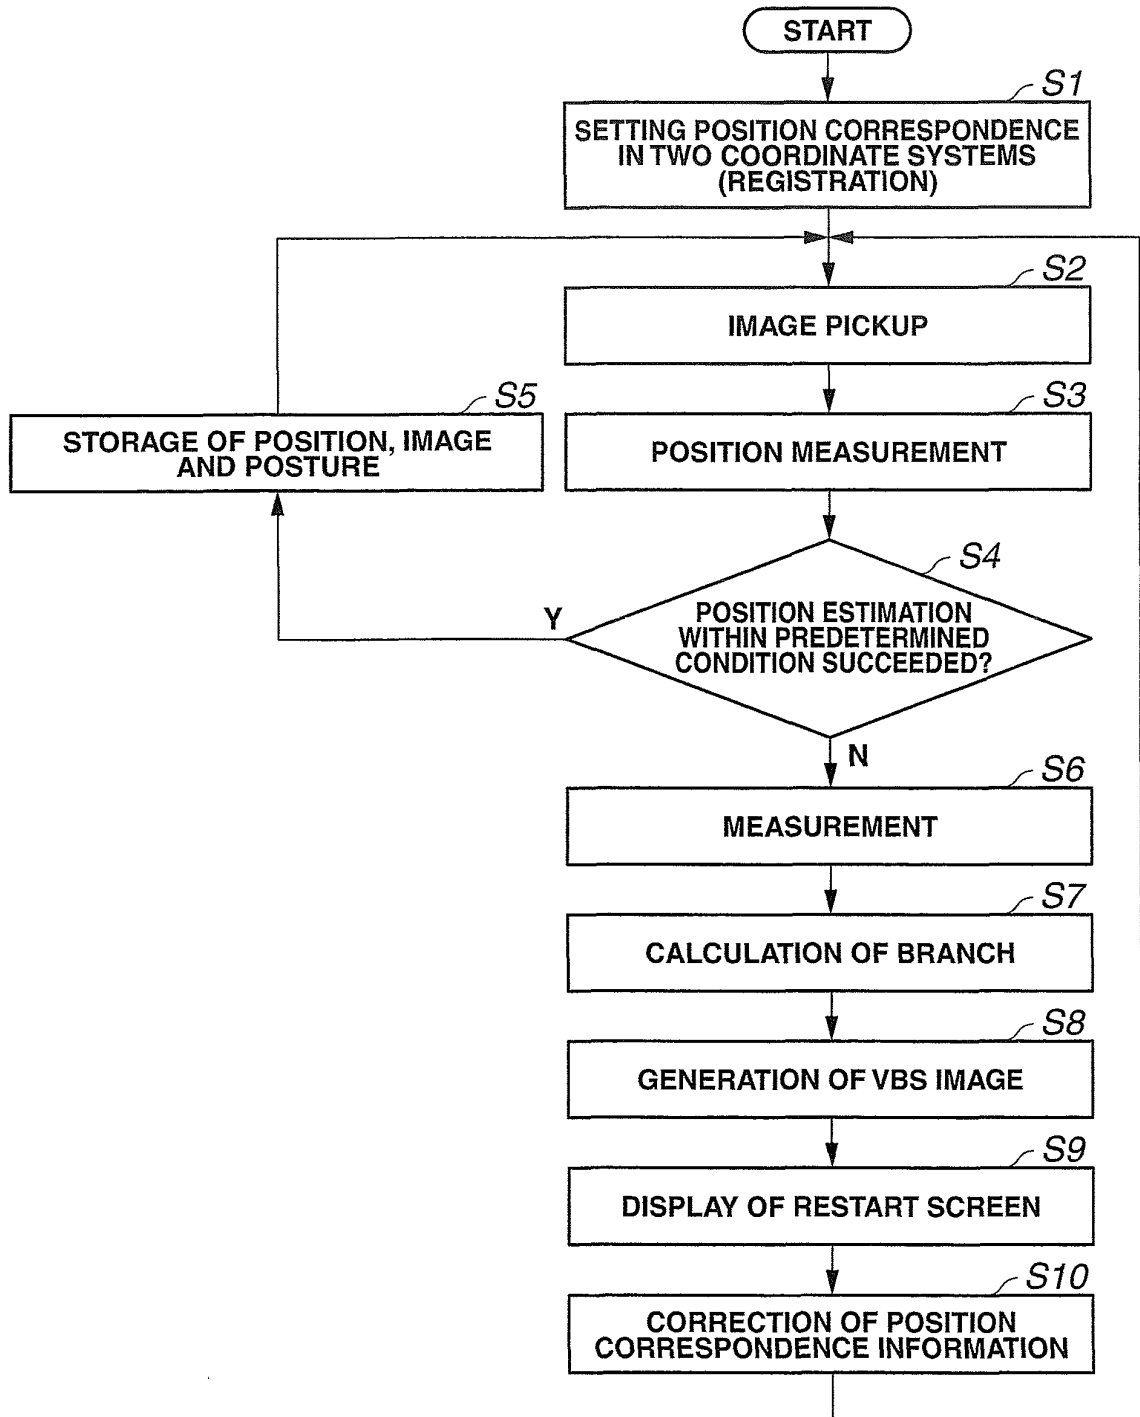 START
S1
SETTING POSITION CORRESPONDENCE
IN TWO COORDINATE SYSTEMS
(REGISTRATION)
S2
IMAGE PICKUP
S5
STORAGE OF POSITION, IMAGE
AND POSTURE
S3
POSITION MEASUREMENT
S4
Y
POSITION ESTIMATION
WITHIN PREDETERMINED
CONDITION SUCCEEDED?
N
S6
MEASUREMENT
S7
CALCULATION OF BRANCH
S8
GENERATION OF VBS IMAGE
S9
DISPLAY OF RESTART SCREEN
S10
CORRECTION OF POSITION
CORRESPONDENCE INFORMATION